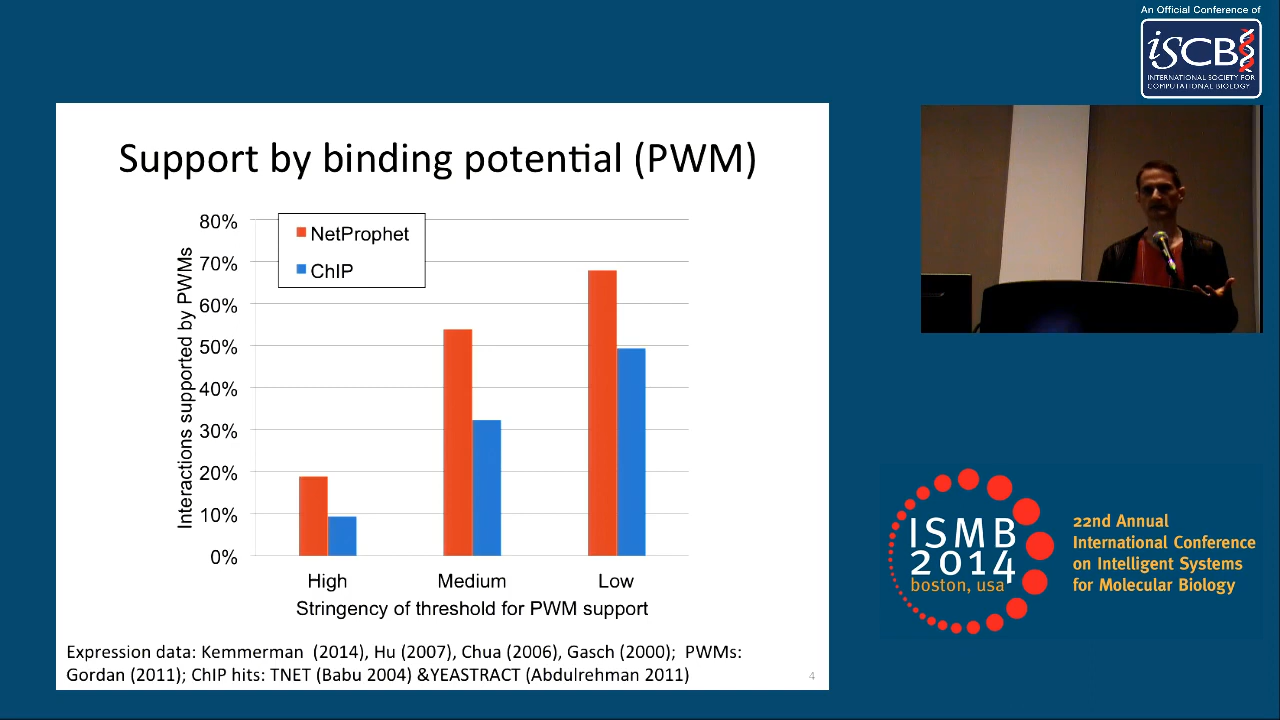 An Official Conference of
iSCB
INTERNATIONAL SOCIETY FOR
COMPUTATIONAL BIOLOGY
Support by binding potential (PWM)
Interactions supported by PWMs
80%
70%
60%
50%
40%
30%
20%
10%
0%
NetProphet
ChIP
High Medium Low
Stringency of threshold for PWM support
Expression data: Kemmerman (2014), Hu (2007), Chua (2006), Gasch (2000); PWMs:
Gordan (2011); ChIP hits: TNET (Babu 2004) &YEASTRACT (Abdulrehman 2011)
4
ISMB
2014
boston, usa
22nd Annual
International Conference
on Intelligent Systems
for Molecular Biology